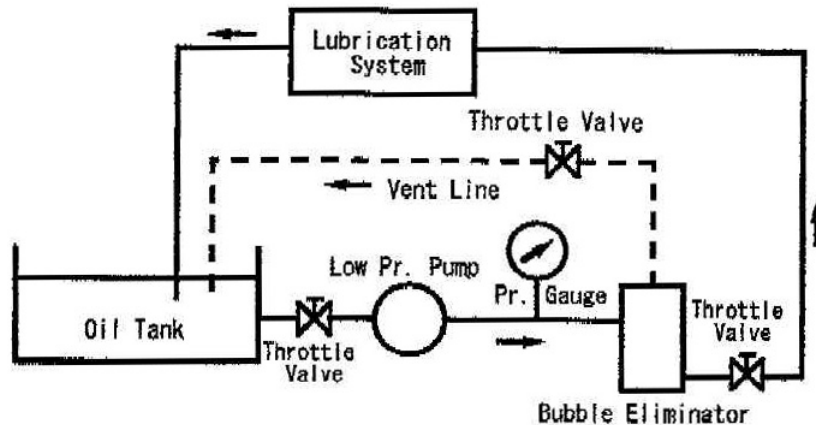 Lubrication
System
Throttle Valve
Vent Line
Low Pr. Pump
Pr. Gauge
Throttle
Valve
Oil Tank
Throttle
Valve
Bubble Eliminator